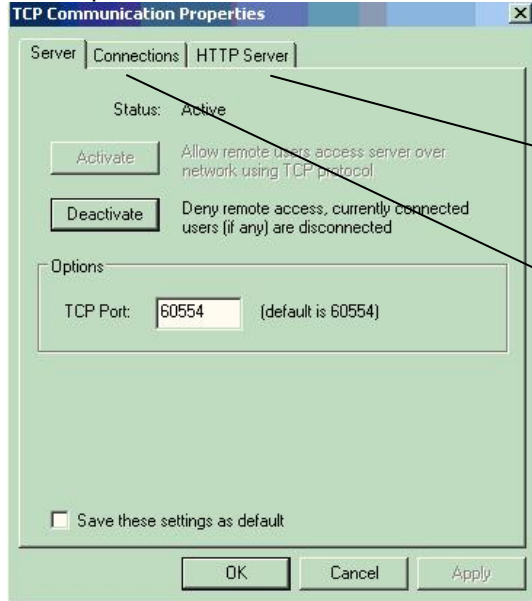 TCP Communication Properties
Server Connections HTTP Server
Status: Active
Activate Allow remote users access server over
network using TCP protocol
Deactivate Deny remote access, currently connected
users (if any) are disconnected
Options
TCP Port: 60554 (default is 60554)
Save these settings as default
OK Cancel Apply